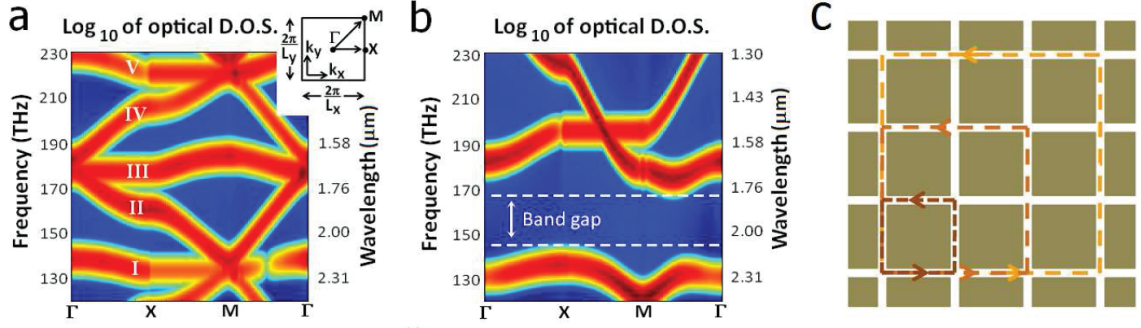 a
Log 10 of optical D.O.S.
M
Γ
X
2π
Ly
ky
kx
2π
Lx
230
210
190
170
150
130
Frequency (THz)
V
IV
III
II
I
1.58
1.76
2.00
2.31
Wavelength (μm)
Γ X M Γ
b
Log 10 of optical D.O.S.
230
210
190
170
150
130
Frequency (THz)
Band gap
1.30
1.43
1.58
1.76
2.00
2.31
Wavelength (μm)
Γ X M Γ
c